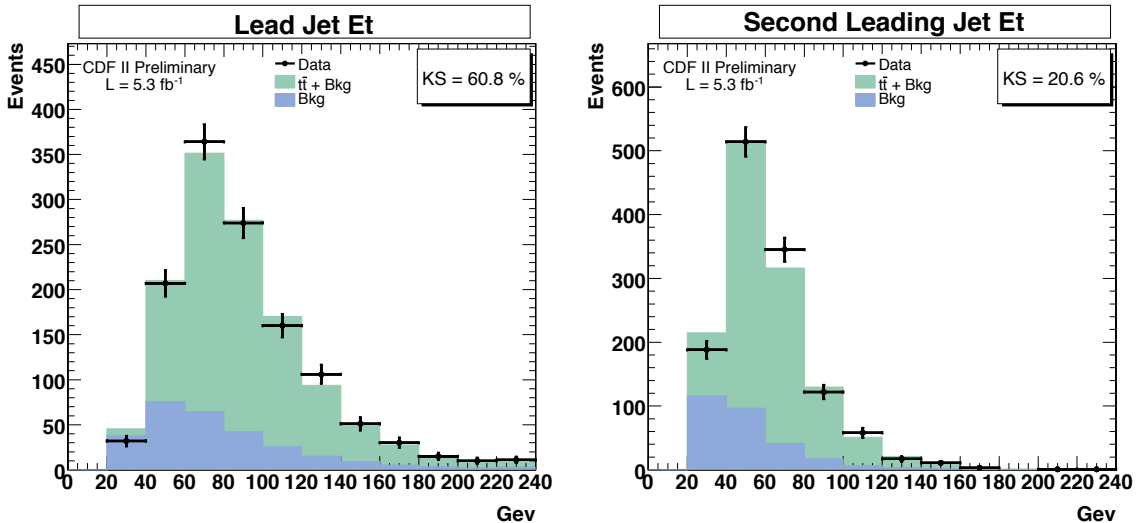 Lead Jet Et
Events
450
400
350
300
250
200
150
100
50
0
CDF II Preliminary
L = 5.3 fb⁻¹
Data
tt̄ + Bkg
Bkg
KS = 60.8 %
0 20 40 60 80 100 120 140 160 180 200 220 240
Gev
Second Leading Jet Et
Events
600
500
400
300
200
100
0
CDF II Preliminary
L = 5.3 fb⁻¹
Data
tt̄ + Bkg
Bkg
KS = 20.6 %
0 20 40 60 80 100 120 140 160 180 200 220 240
Gev